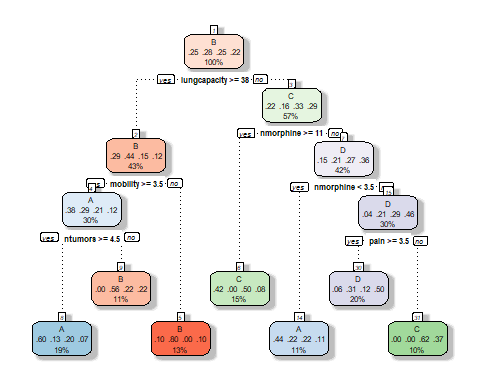 1
B
.25 .28 .25 .22
100%
yes lungcapacity >= 38 no
3
C
.22 .16 .33 .29
57%
yes nmorphine >= 11 no
2
B
.29 .44 .15 .12
43%
yes mobility >= 3.5 no
7
D
.15 .21 .27 .36
42%
yes nmorphine < 3.5 no
4
A
.38 .29 .21 .12
30%
yes ntumors >= 4.5 no
15
D
.04 .21 .29 .46
30%
yes pain >= 3.5 no
9
B
.00 .56 .22 .22
11%
6
C
.42 .00 .50 .08
15%
30
D
.06 .31 .12 .50
20%
8
A
.60 .13 .20 .07
19%
5
B
.10 .80 .00 .10
13%
14
A
.44 .22 .22 .11
11%
31
C
.00 .00 .62 .37
10%